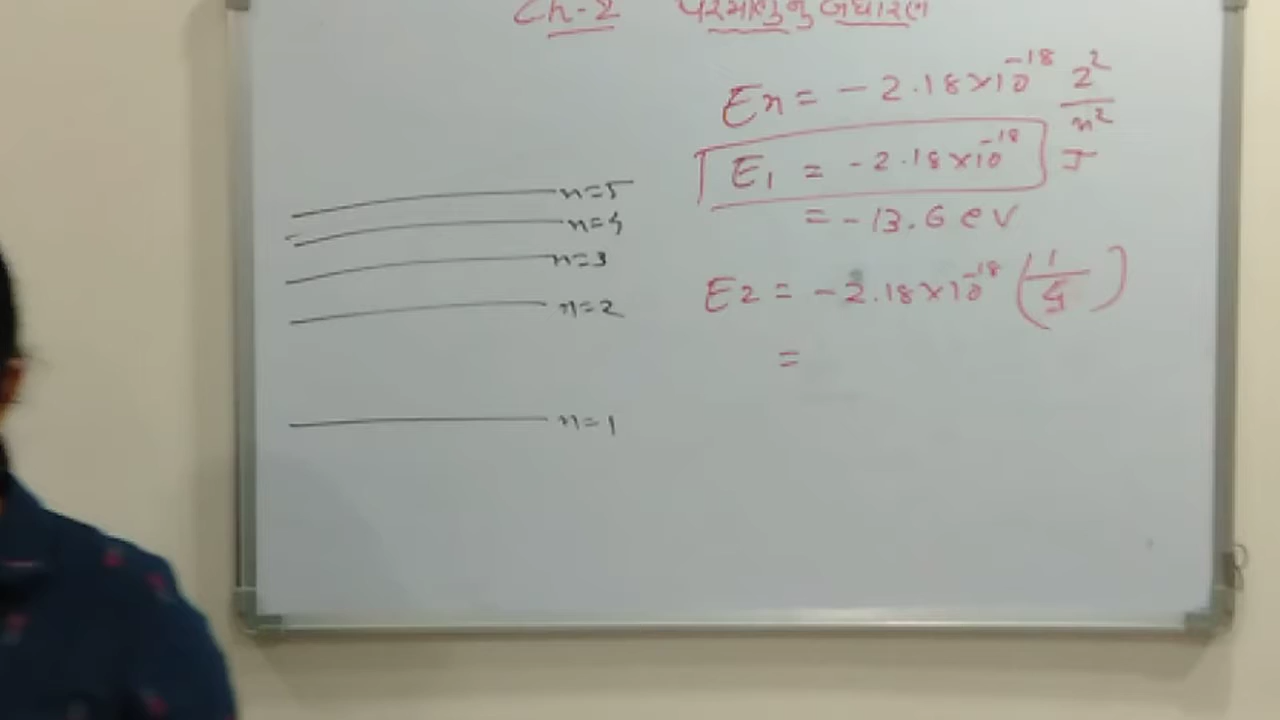 Ch-2 પરમાણુનું બંધારણ
En = -2.18×10⁻¹⁸ Z²/n²
E₁ = -2.18×10⁻¹⁸ J
= -13.6 eV
E2 = -2.18×10⁻¹⁸ (1/4)
=
n=5
n=4
n=3
n=2
n=1